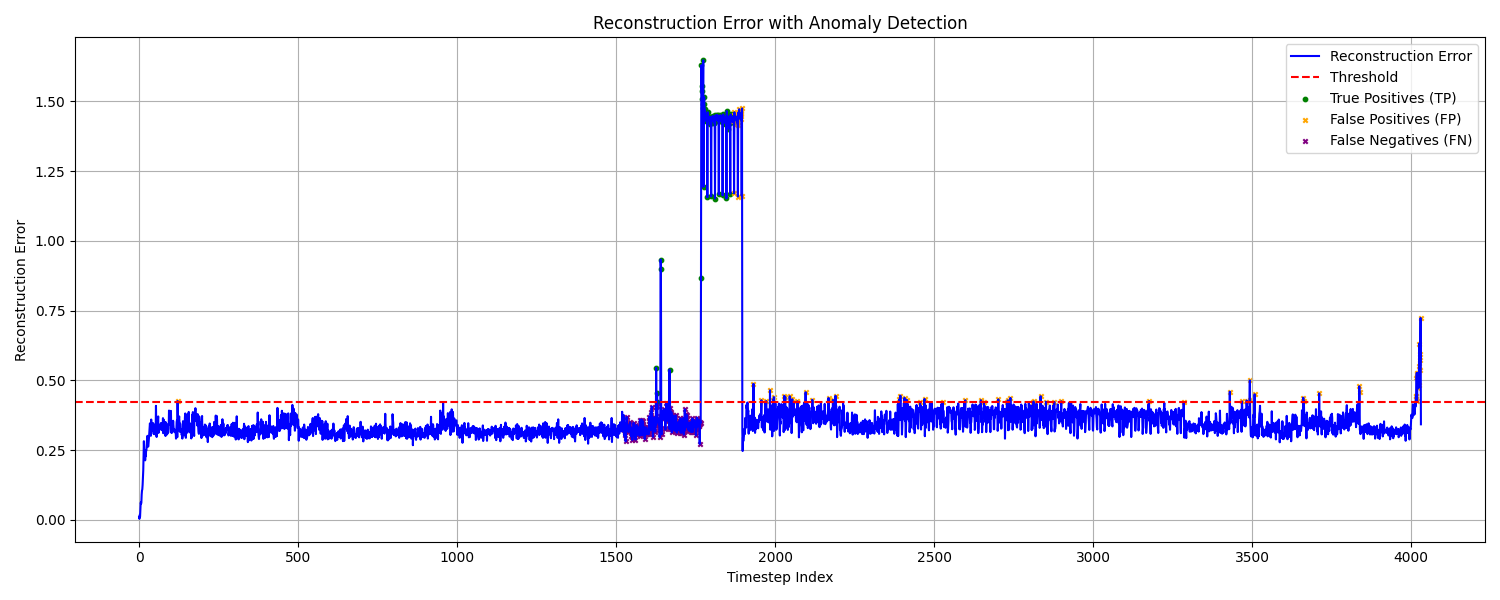 Reconstruction Error with Anomaly Detection
Reconstruction Error
Threshold
True Positives (TP)
False Positives (FP)
False Negatives (FN)
1.50
1.25
1.00
0.75
0.50
0.25
0.00
Reconstruction Error
0 500 1000 1500 2000 2500 3000 3500 4000
Timestep Index